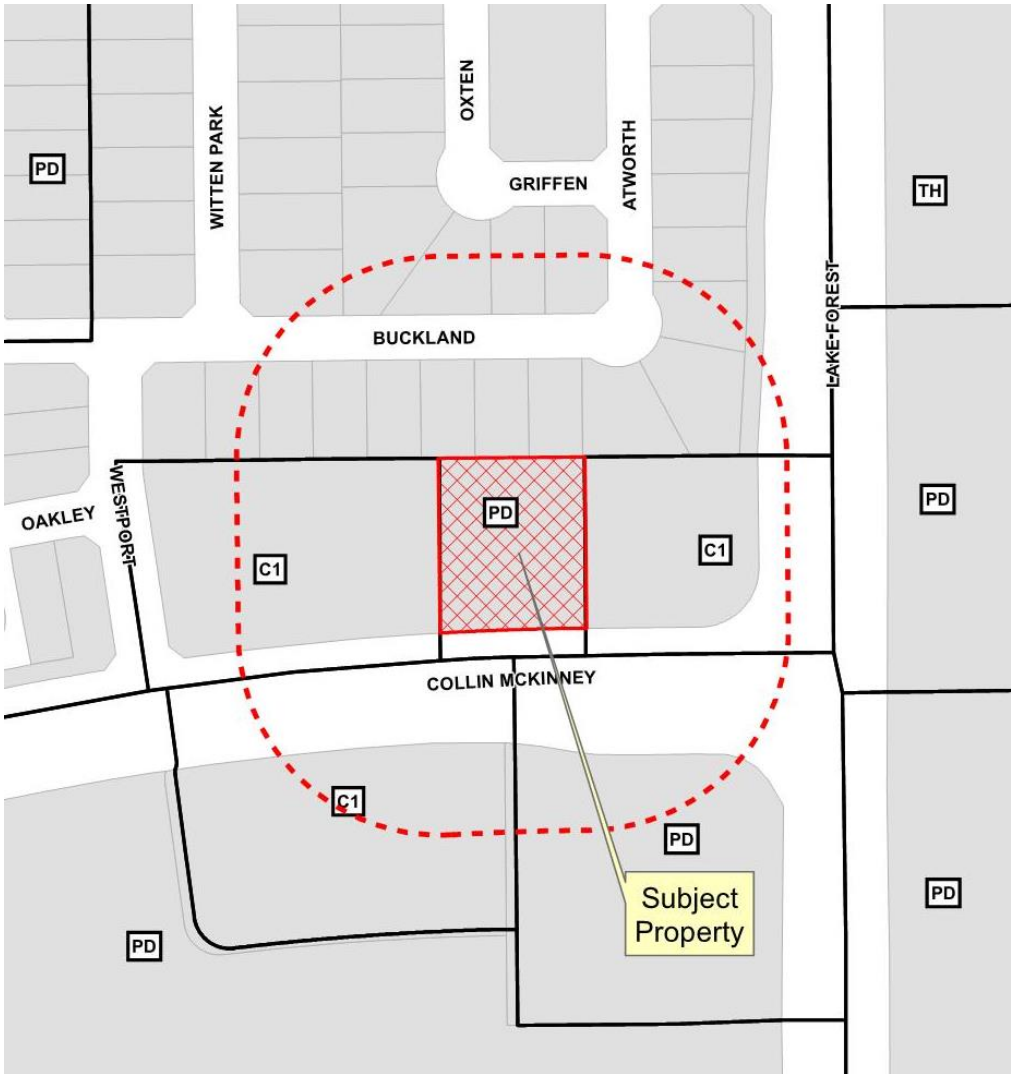 OXTEN
WITTEN PARK
ATWORTH
PD
GRIFFEN
TH
LAKE FOREST
BUCKLAND
WESTPORT
PD
PD
OAKLEY
C1
C1
COLLIN MCKINNEY
C1
PD
Subject
Property
PD
PD